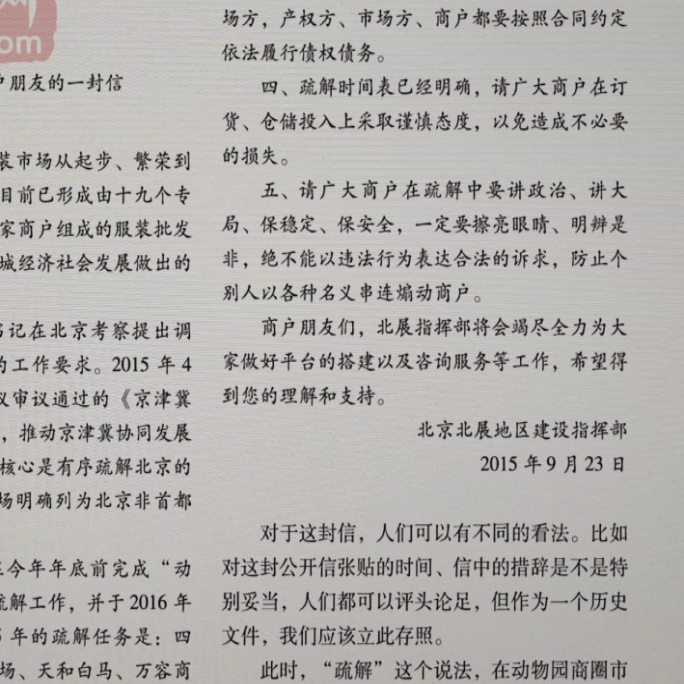 网
om
户朋友的一封信
装市场从起步、繁荣到
目前已形成由十九个专
家商户组成的服装批发
城经济社会发展做出的
书记在北京考察提出调
的工作要求。2015 年 4
议审议通过的《京津冀
，推动京津冀协同发展
核心是有序疏解北京的
场明确列为北京非首都
今年年底前完成“动
疏解工作，并于2016 年
年的疏解任务是：四
场、天和白马、万容商
场方，产权方、市场方、商户都要按照合同约定
依法履行债权债务。
四、疏解时间表已经明确，请广大商户在订
货、仓储投入上采取谨慎态度，以免造成不必要
的损失。
五、请广大商户在疏解中要讲政治、讲大
局、保稳定、保安全，一定要擦亮眼睛、明辨是
非，绝不能以违法行为表达合法的诉求，防止个
别人以各种名义串连煽动商户。
商户朋友们，北展指挥部将会竭尽全力为大
家做好平台的搭建以及咨询服务等工作，希望得
到您的理解和支持。
北京北展地区建设指挥部
2015 年 9 月 23 日
对于这封信，人们可以有不同的看法。比如
对这封公开信张贴的时间、信中的措辞是不是特
别妥当，人们都可以评头论足，但作为一个历史
文件，我们应该立此存照。
此时，“疏解”这个说法，在动物园商圈市